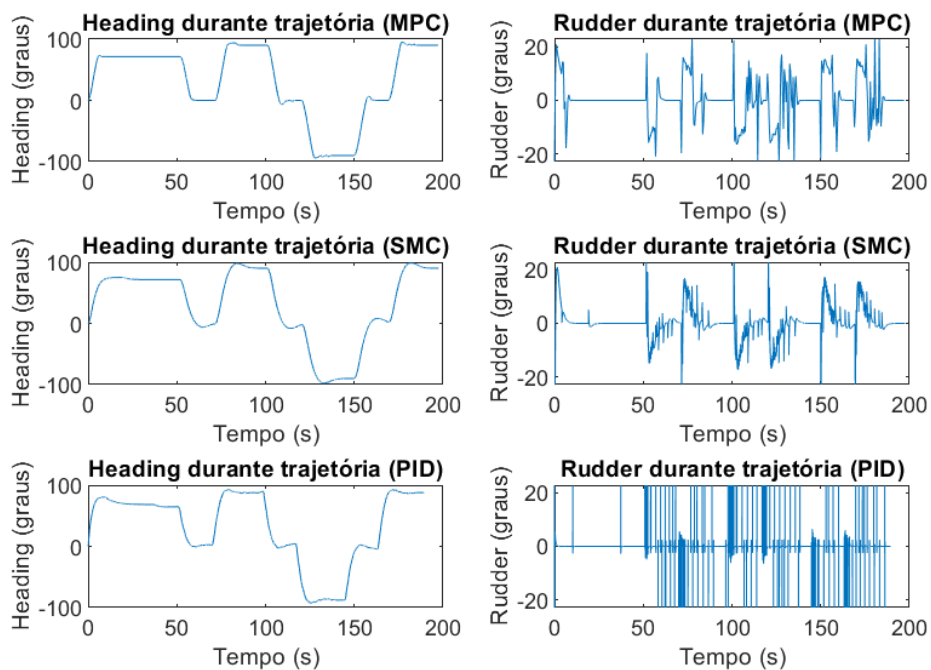 Heading durante trajetória (MPC)
Heading (graus)
100
0
-100
0 50 100 150 200
Tempo (s)
Rudder durante trajetória (MPC)
Rudder (graus)
20
0
-20
0 50 100 150 200
Tempo (s)
Heading durante trajetória (SMC)
Heading (graus)
100
0
-100
0 50 100 150 200
Tempo (s)
Rudder durante trajetória (SMC)
Rudder (graus)
20
0
-20
0 50 100 150 200
Tempo (s)
Heading durante trajetória (PID)
Heading (graus)
100
0
-100
0 50 100 150 200
Tempo (s)
Rudder durante trajetória (PID)
Rudder (graus)
20
0
-20
0 50 100 150 200
Tempo (s)